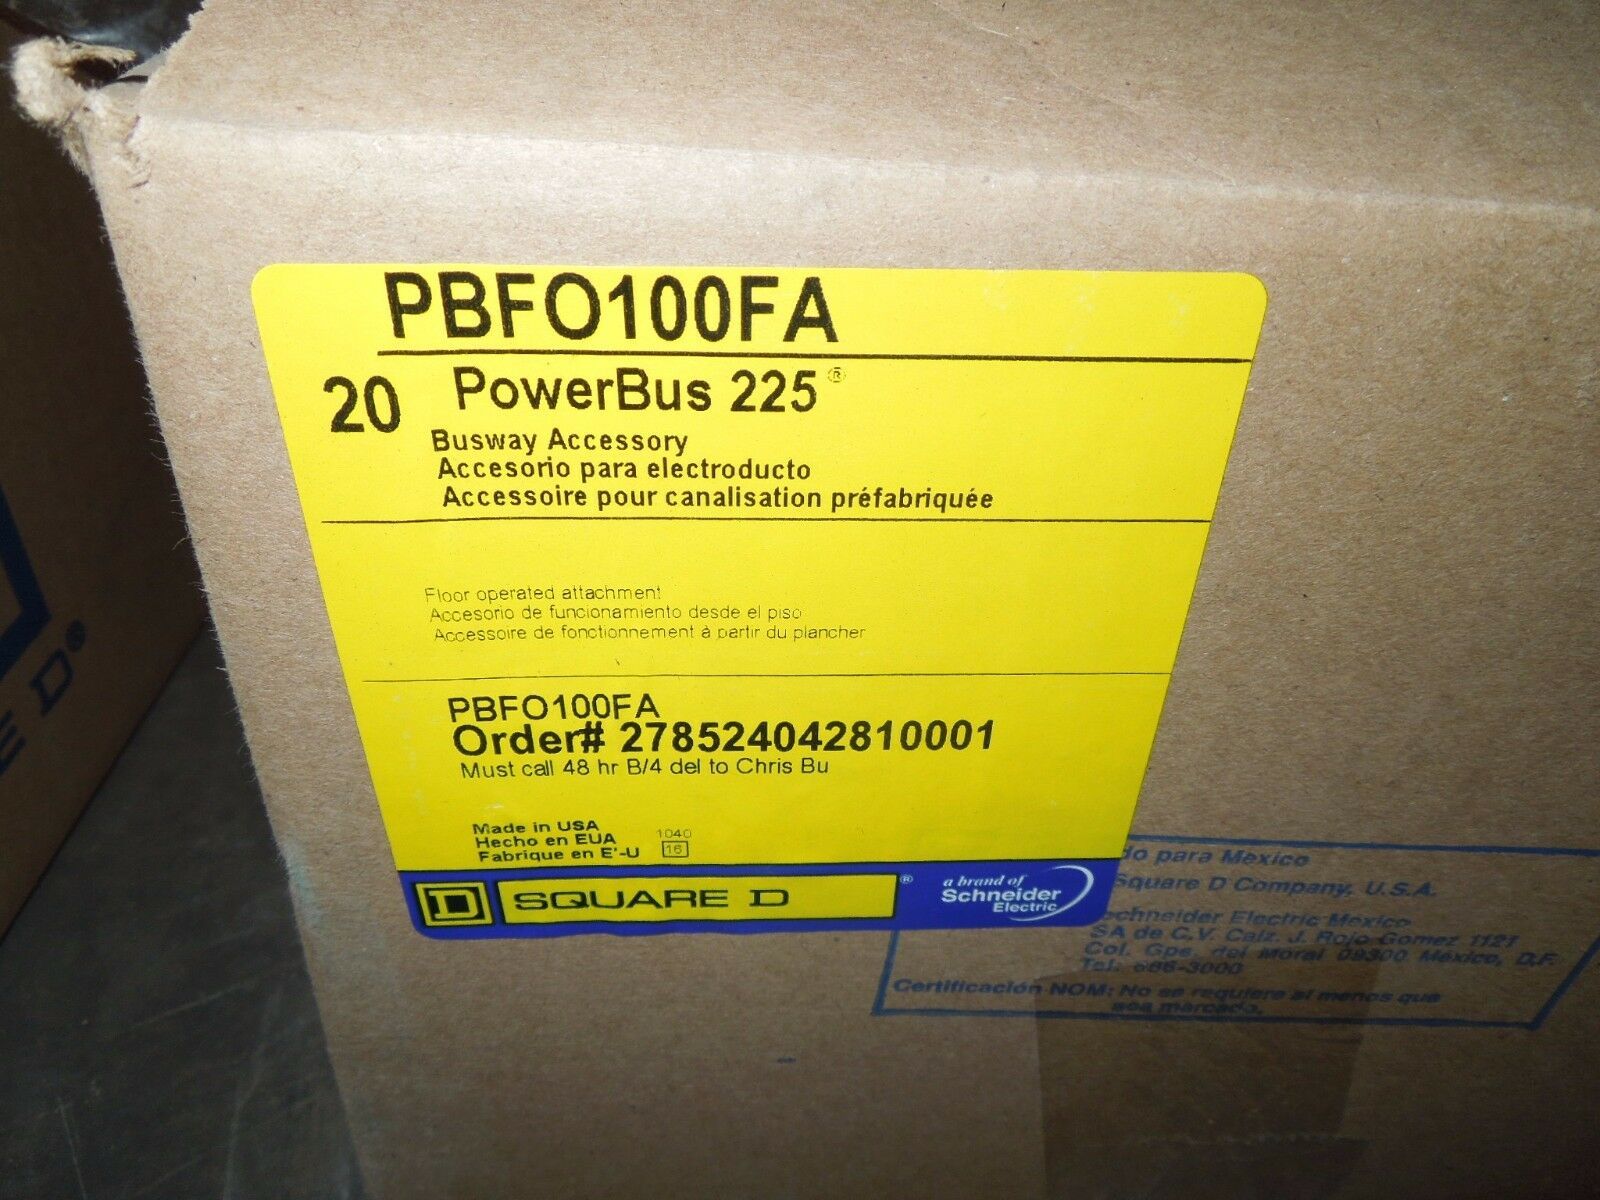 PBFO100FA
20 PowerBus 225®
Busway Accessory
Accesorio para electroducto
Accessoire pour canalisation préfabriquée
Floor operated attachment
Accesorio de funcionamiento desde el piso
Accessoire de fonctionnement à partir du plancher
PBFO100FA
Order# 278524042810001
Must call 48 hr B/4 del to Chris Bu
Made in USA
Hecho en EUA 1040
Fabrique en E'-U 16
D SQUARE D ®
a brand of
Schneider
Electric
do para Mexico
Square D Company, U.S.A.
chneider Electric Mexico
SA de C.V. Calz. J. Rojo Gomez 1121
Col. Gpe. del Moral 09300 México, D.F.
Tel: 686-3000
Certificación NOM: No se requiere al menos que
sea marcado.
E D®